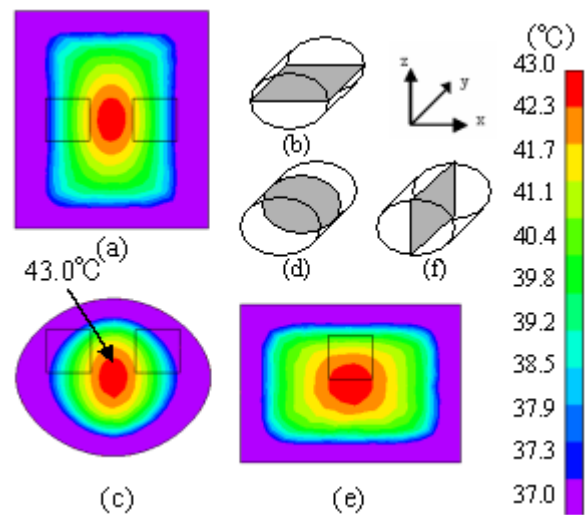 (℃)
43.0
42.3
41.7
41.1
40.4
39.8
39.2
38.5
37.9
37.3
37.0
z
y
x
(a)
(b)
(d)
(f)
43.0℃
(c)
(e)